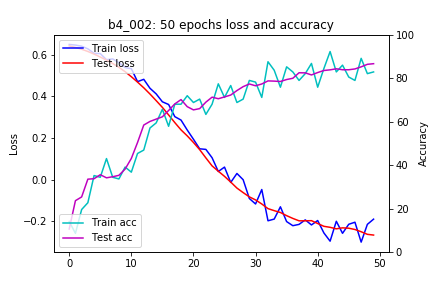 b4_002: 50 epochs loss and accuracy
Train loss
Test loss
Train acc
Test acc
Loss
0.6
0.4
0.2
0.0
−0.2
Accuracy
100
80
60
40
20
0
0 10 20 30 40 50